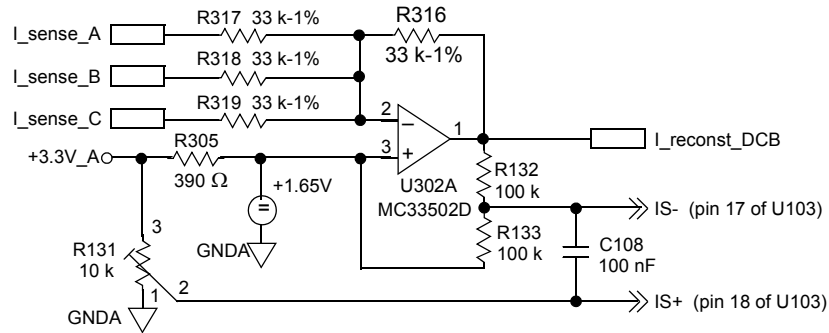 R317 33 k-1%
R316
I_sense_A
33 k-1%
R318 33 k-1%
I_sense_B
R319 33 k-1%
I_sense_C
2
–
1
3
+
I_reconst_DCB
R305
+3.3V_A
390 Ω
U302A
MC33502D
R132
100 k
+1.65V
=
GNDA
IS- (pin 17 of U103)
R133
100 k
C108
100 nF
3
R131
10 k
1
2
GNDA
IS+ (pin 18 of U103)